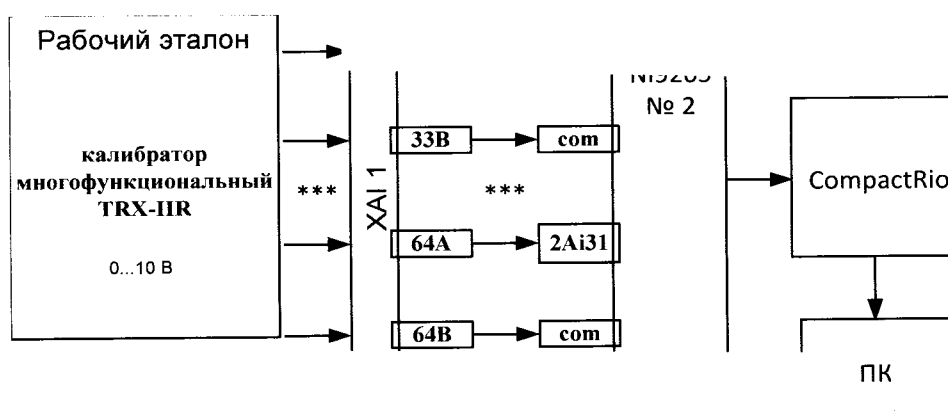 Рабочий эталон
калибратор
многофункциональный
TRX-IIR
0...10 В
***
XAI 1
33B
com
***
64A
2Ai31
64B
com
№ 2
CompactRio
ПК